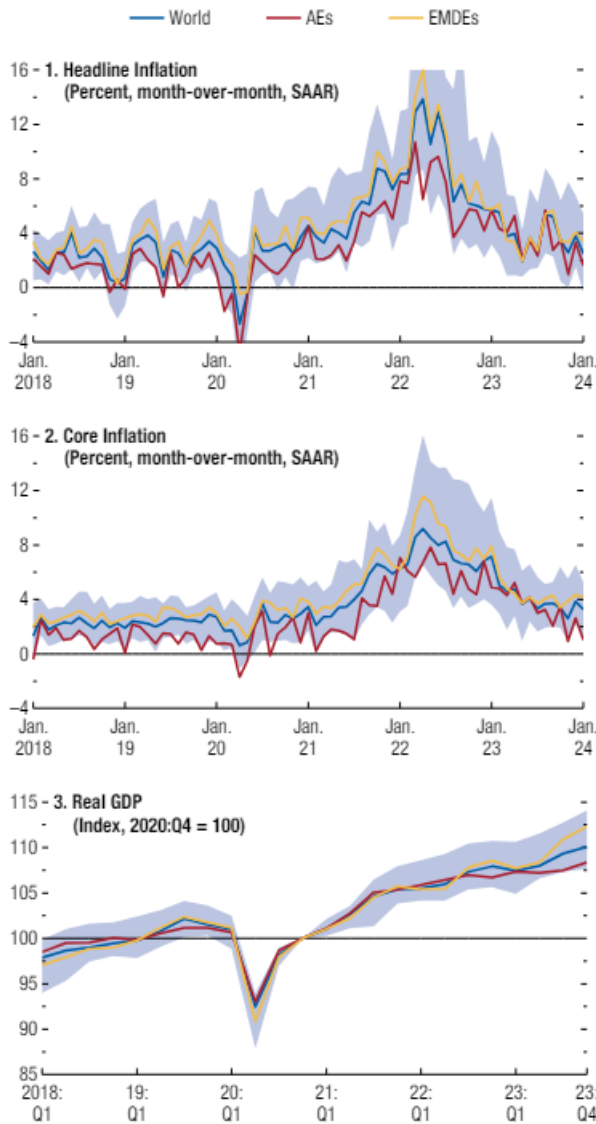 World AEs EMDEs
1. Headline Inflation
(Percent, month-over-month, SAAR)
16
12
8
4
0
–4
Jan. Jan. Jan. Jan. Jan. Jan. Jan.
2018 19 20 21 22 23 24
2. Core Inflation
(Percent, month-over-month, SAAR)
16
12
8
4
0
–4
Jan. Jan. Jan. Jan. Jan. Jan. Jan.
2018 19 20 21 22 23 24
3. Real GDP
(Index, 2020:Q4 = 100)
115
110
105
100
95
90
85
2018: 19: 20: 21: 22: 23: 23:
Q1 Q1 Q1 Q1 Q1 Q1 Q4